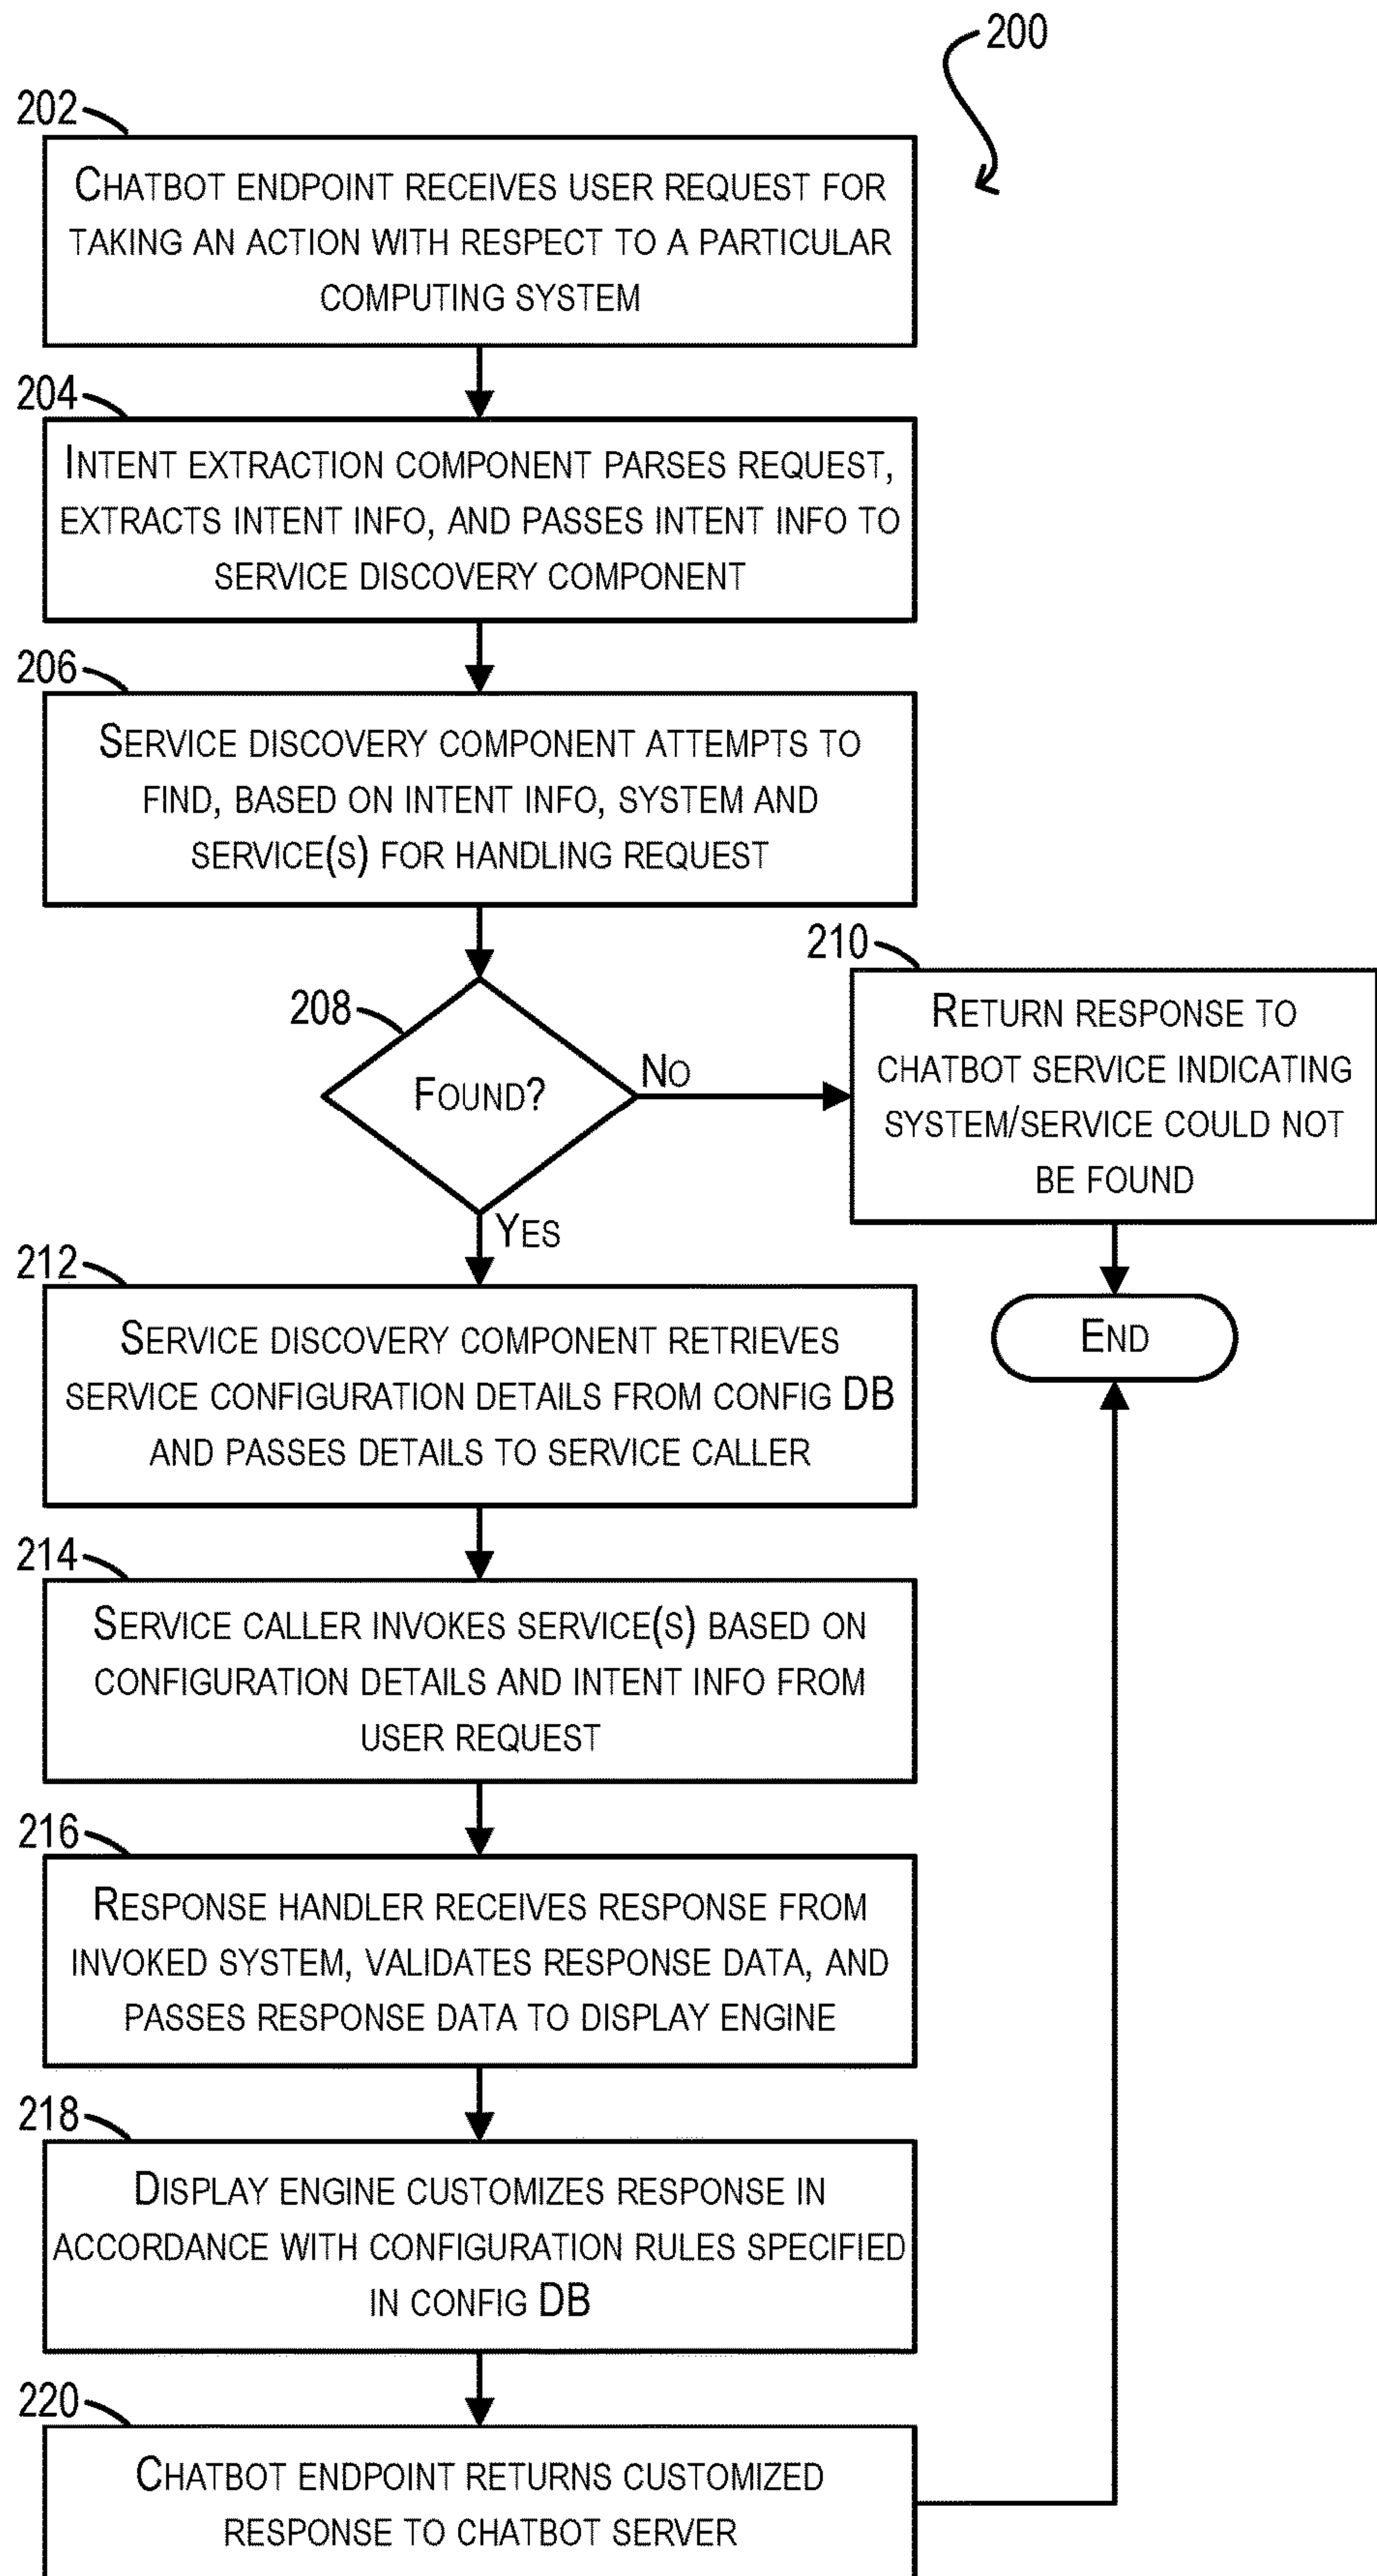 200
202
CHATBOT ENDPOINT RECEIVES USER REQUEST FOR
TAKING AN ACTION WITH RESPECT TO A PARTICULAR
COMPUTING SYSTEM
204
INTENT EXTRACTION COMPONENT PARSES REQUEST,
EXTRACTS INTENT INFO, AND PASSES INTENT INFO TO
SERVICE DISCOVERY COMPONENT
206
SERVICE DISCOVERY COMPONENT ATTEMPTS TO
FIND, BASED ON INTENT INFO, SYSTEM AND
SERVICE(S) FOR HANDLING REQUEST
208
FOUND?
NO
YES
210
RETURN RESPONSE TO
CHATBOT SERVICE INDICATING
SYSTEM/SERVICE COULD NOT
BE FOUND
END
212
SERVICE DISCOVERY COMPONENT RETRIEVES
SERVICE CONFIGURATION DETAILS FROM CONFIG DB
AND PASSES DETAILS TO SERVICE CALLER
214
SERVICE CALLER INVOKES SERVICE(S) BASED ON
CONFIGURATION DETAILS AND INTENT INFO FROM
USER REQUEST
216
RESPONSE HANDLER RECEIVES RESPONSE FROM
INVOKED SYSTEM, VALIDATES RESPONSE DATA, AND
PASSES RESPONSE DATA TO DISPLAY ENGINE
218
DISPLAY ENGINE CUSTOMIZES RESPONSE IN
ACCORDANCE WITH CONFIGURATION RULES SPECIFIED
IN CONFIG DB
220
CHATBOT ENDPOINT RETURNS CUSTOMIZED
RESPONSE TO CHATBOT SERVER